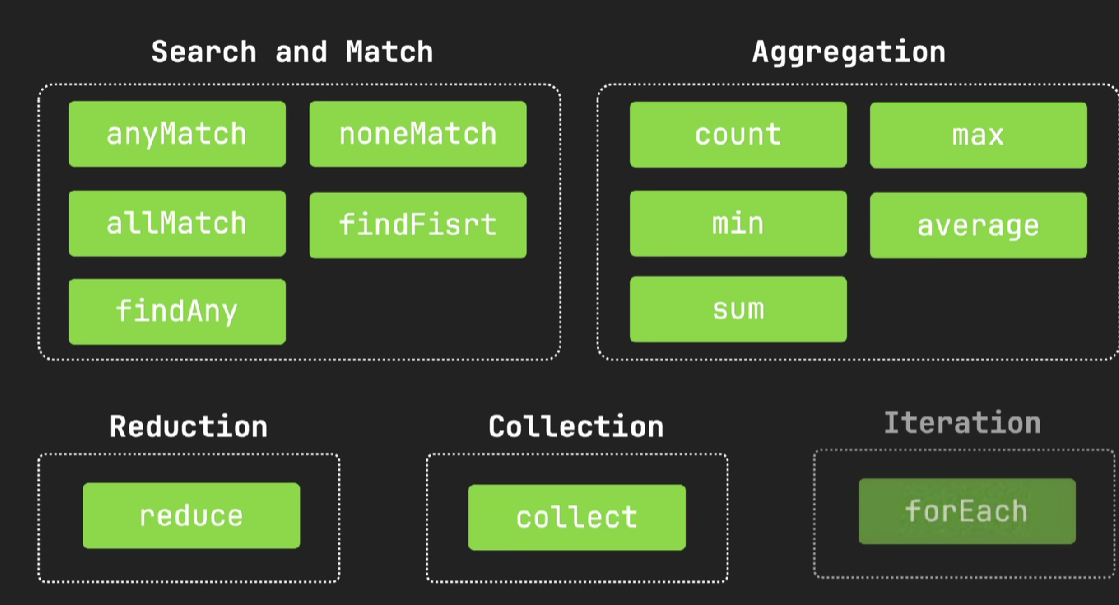 Search and Match
anyMatch
noneMatch
allMatch
findFisrt
findAny
Aggregation
count
max
min
average
sum
Reduction
reduce
Collection
collect
Iteration
forEach